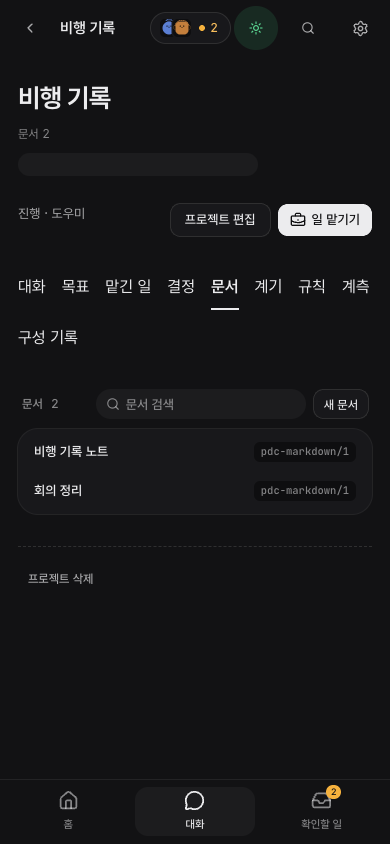 비행 기록
2
비행 기록
문서 2
진행 · 도우미
프로젝트 편집
일 맡기기
대화 목표 맡긴 일 결정 문서 계기 규칙 계측
구성 기록
문서 2
문서 검색
새 문서
비행 기록 노트
pdc-markdown/1
회의 정리
pdc-markdown/1
프로젝트 삭제
2
홈
대화
확인할 일